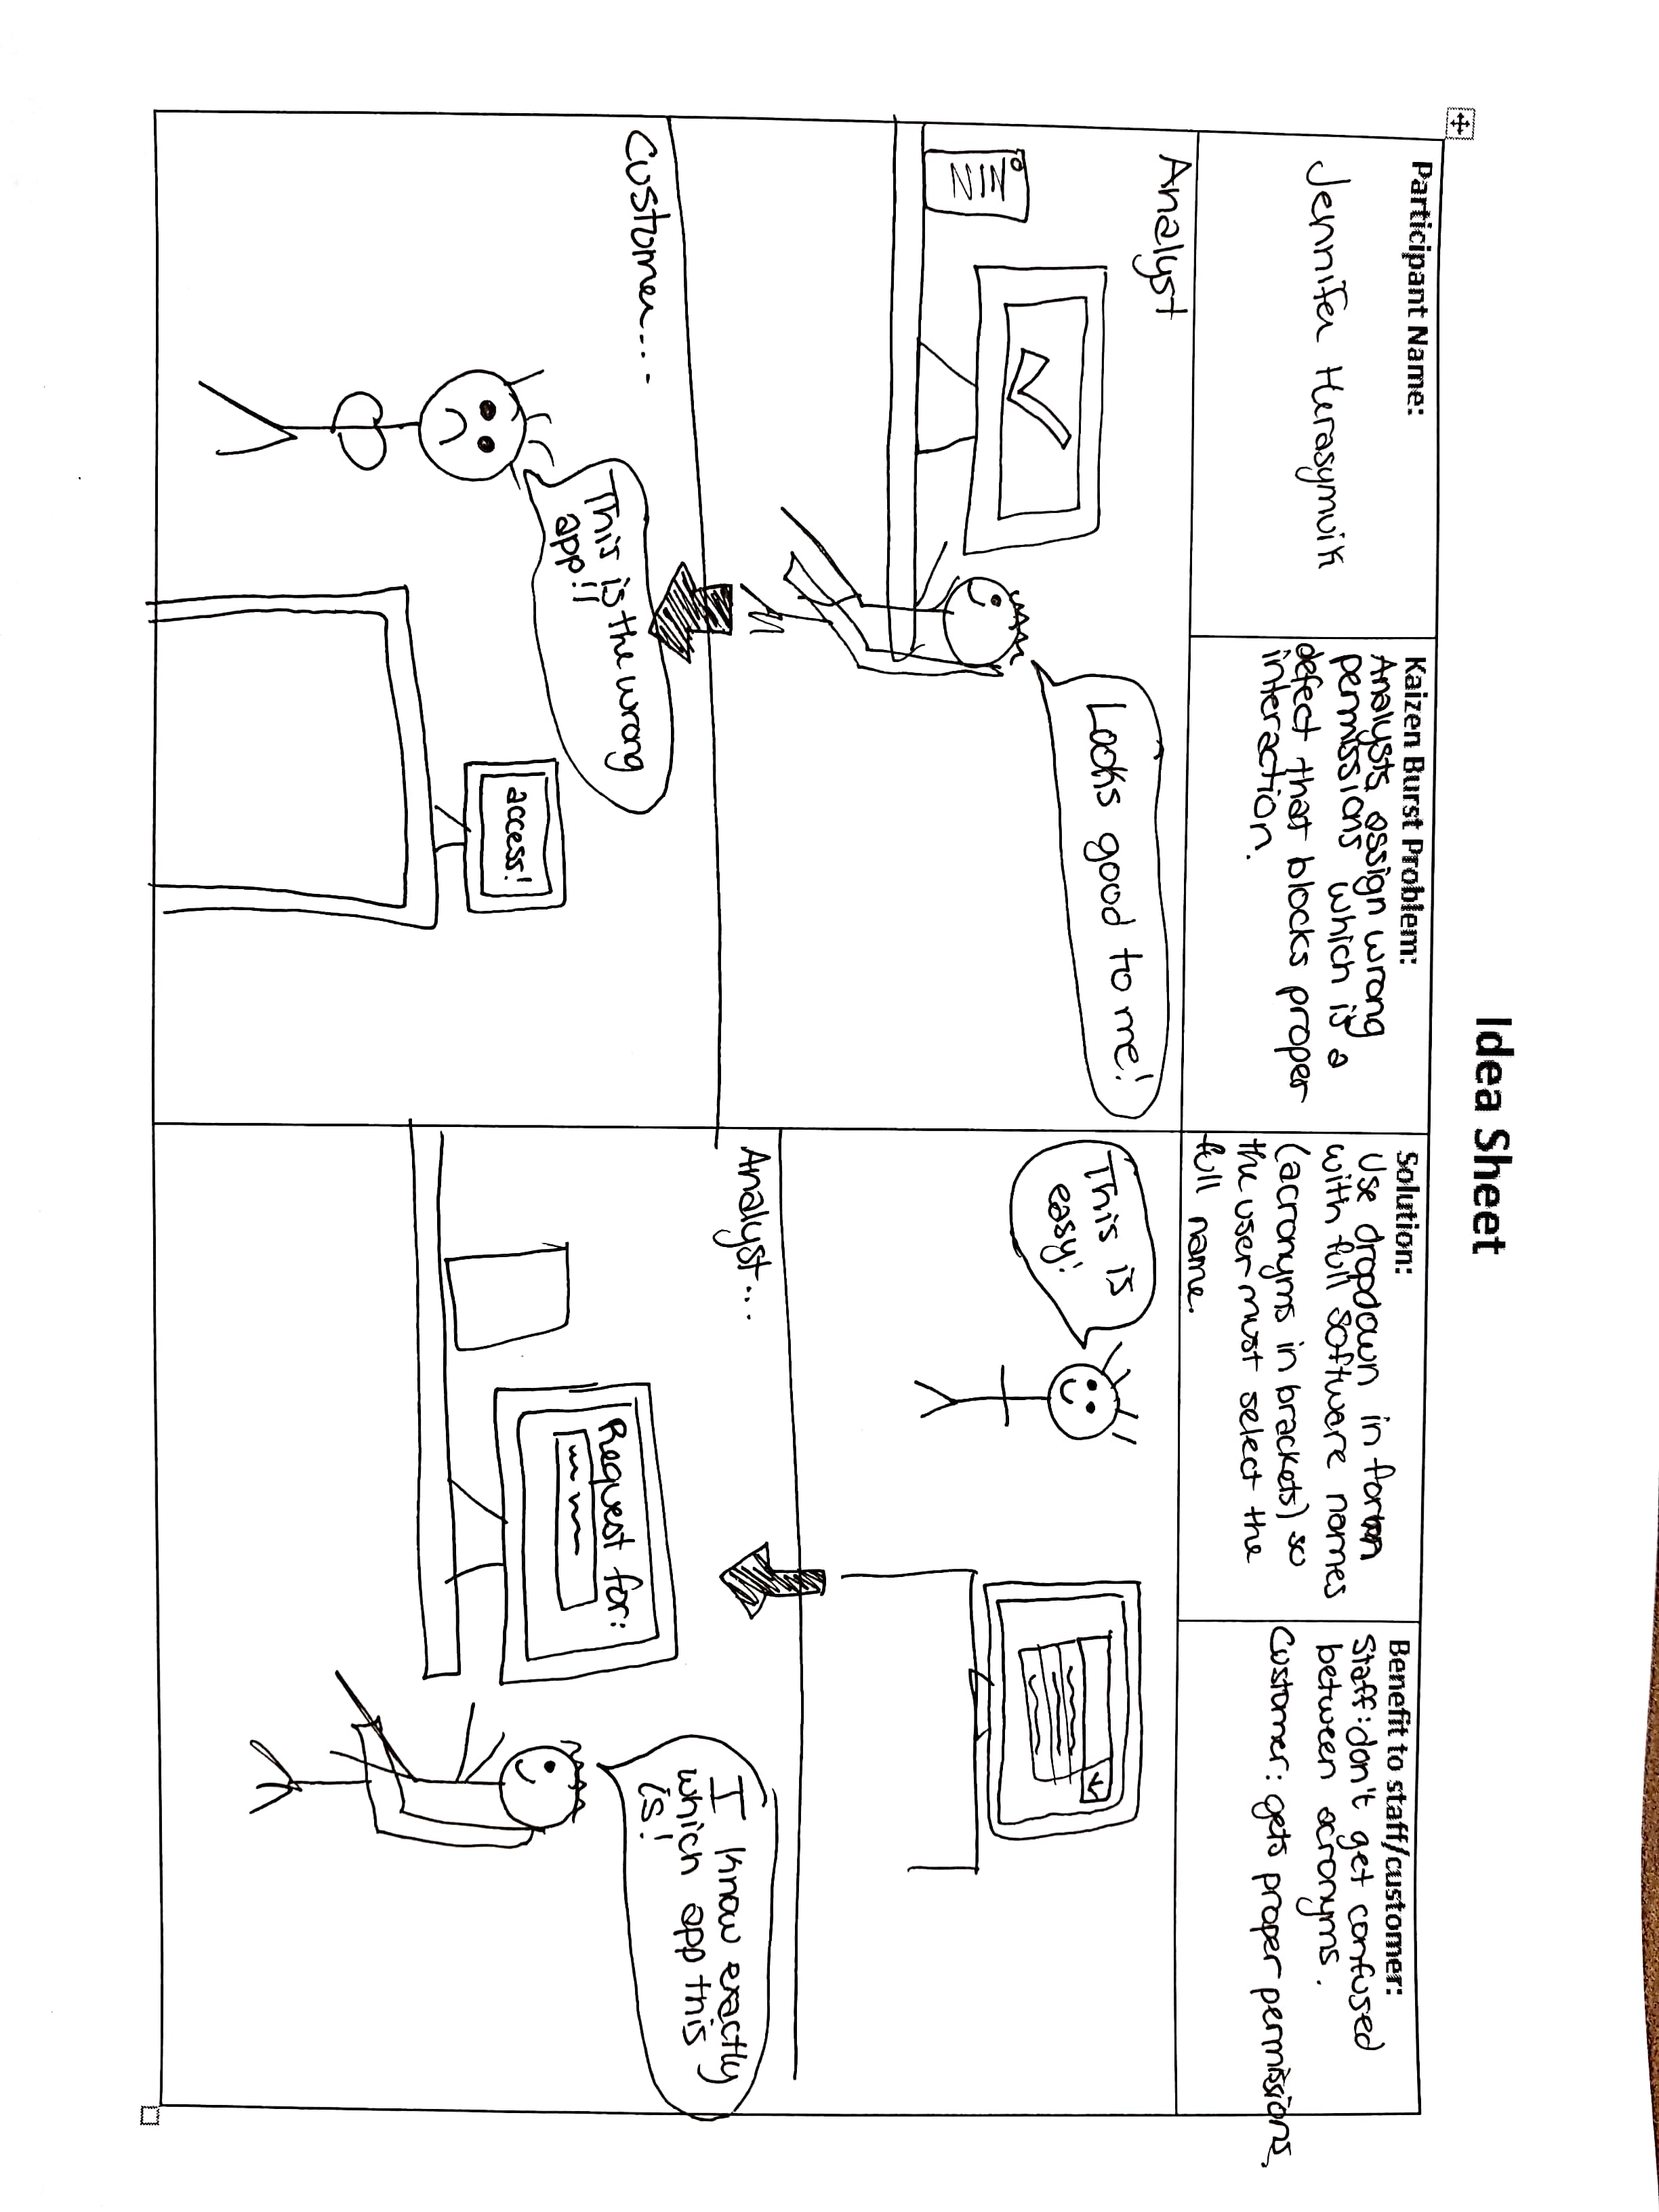 Idea Sheet
Participant Name:
Jennifer Herasymuik
Kaizen Burst Problem:
Analysts assign wrong
permissions which is a
defect that blocks proper
interaction.
Solution:
Use dropdown in form
with full software names
(acronyms in brackets) so
the user must select the
full name.
Benefit to staff/customer:
Staff: don't get confused
between acronyms.
Customer: gets proper permissions.
Analyst
Looks good to me!
Customer....
This is the wrong
app!!
access!
This is
easy!
Analyst...
Request for:
I know exactly
which app this
is!